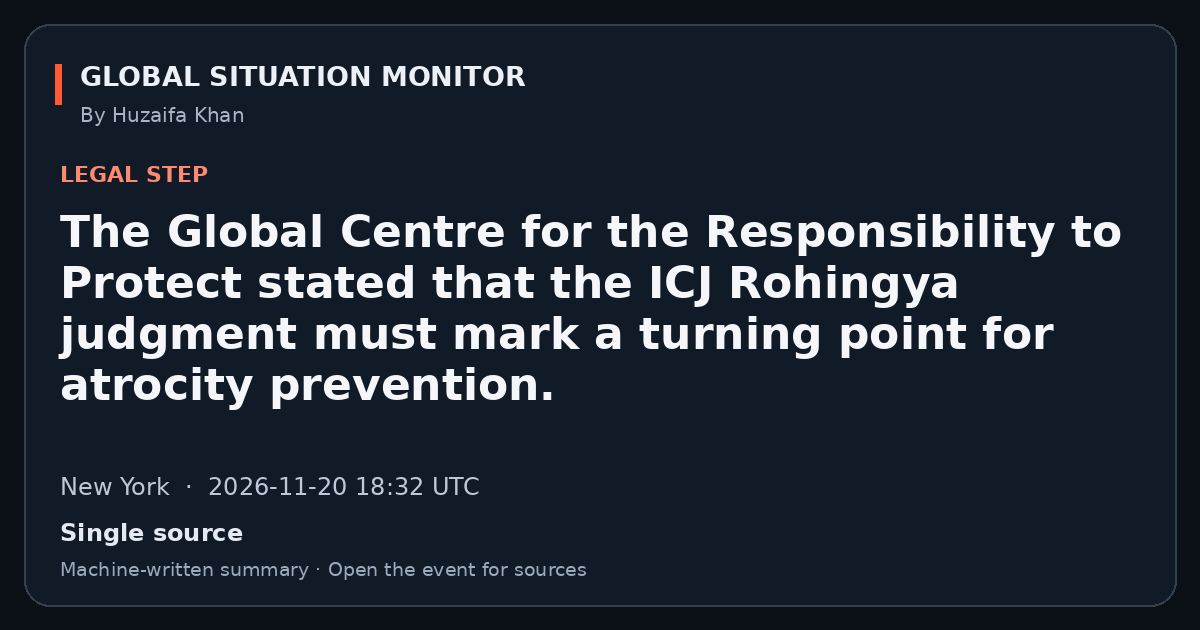 GLOBAL SITUATION MONITOR
By Huzaifa Khan
LEGAL STEP
The Global Centre for the Responsibility to
Protect stated that the ICJ Rohingya
judgment must mark a turning point for
atrocity prevention.
New York · 2026-11-20 18:32 UTC
Single source
Machine-written summary · Open the event for sources